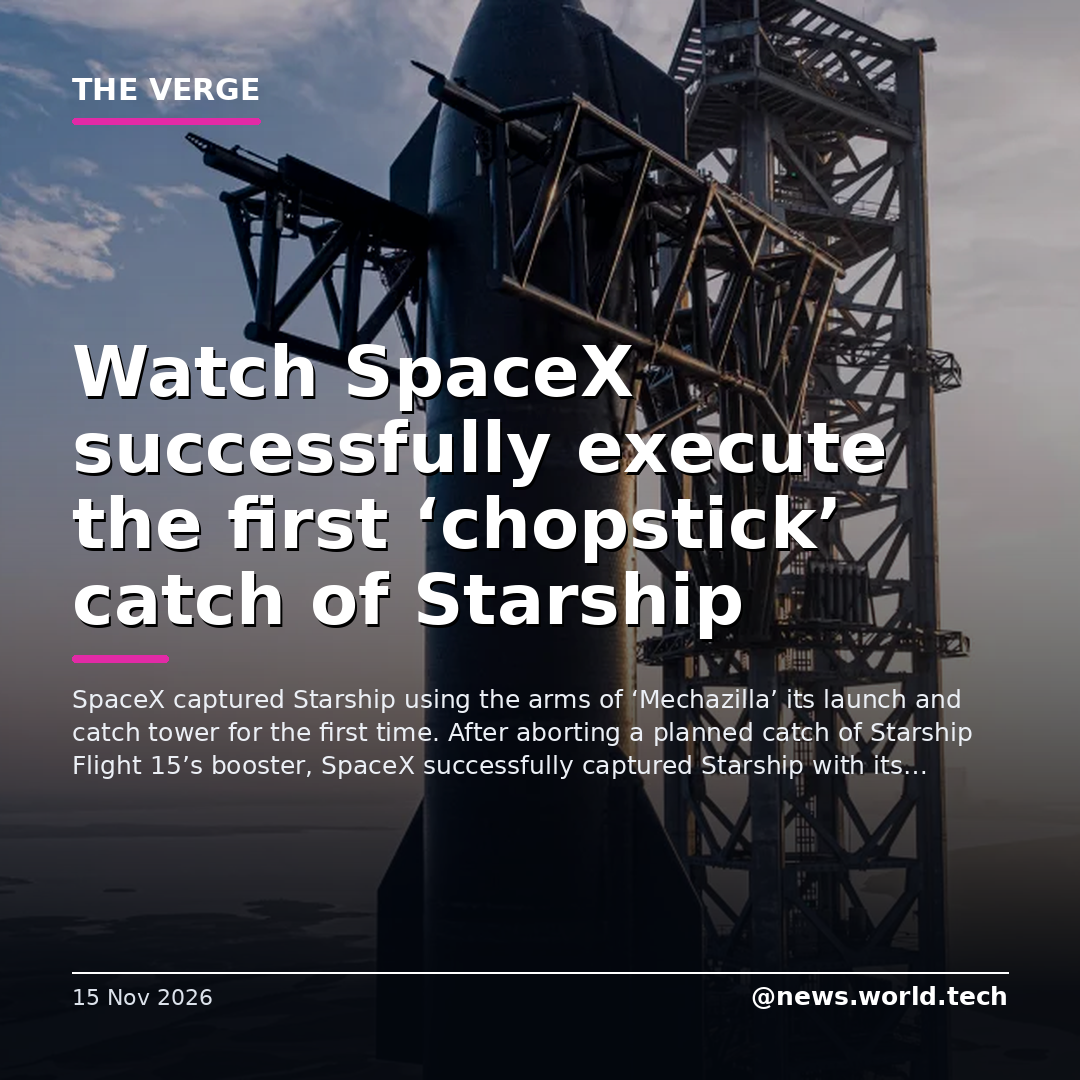 THE VERGE
Watch SpaceX
successfully execute
the first ‘chopstick’
catch of Starship
SpaceX captured Starship using the arms of ‘Mechazilla’ its launch and
catch tower for the first time. After aborting a planned catch of Starship
Flight 15’s booster, SpaceX successfully captured Starship with its…
15 Nov 2026
@news.world.tech